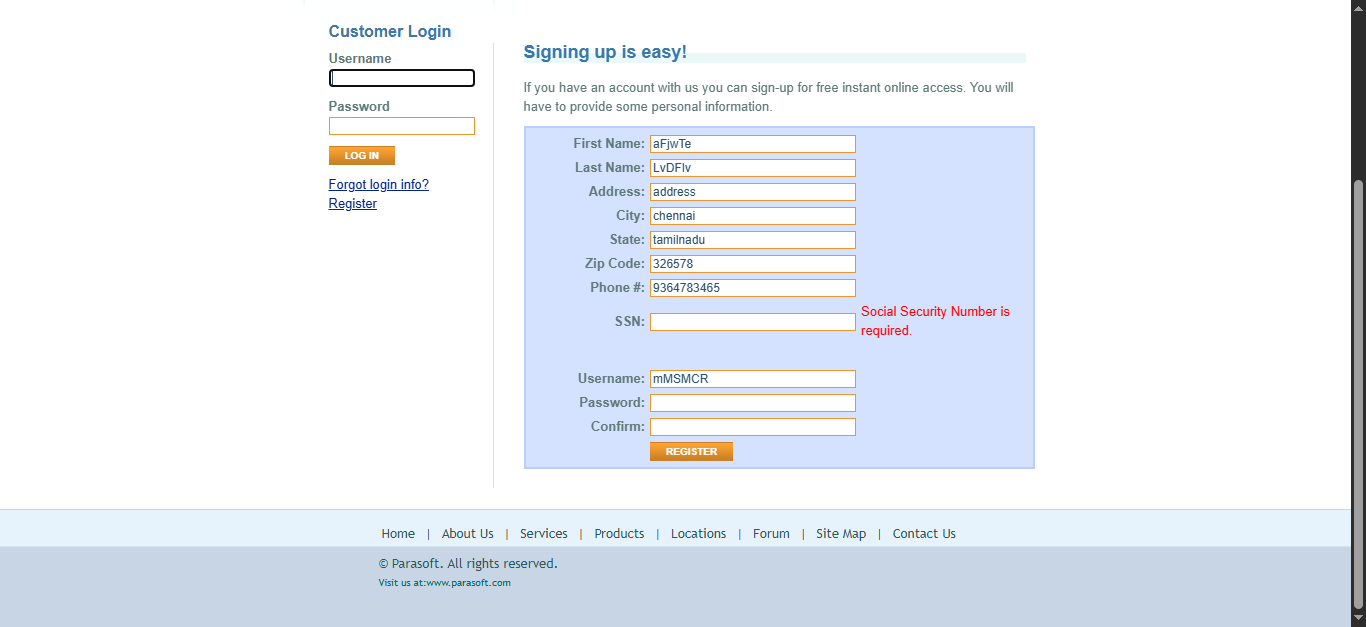 Customer Login
Username
Password
LOG IN
Forgot login info?
Register
Signing up is easy!
If you have an account with us you can sign-up for free instant online access. You will
have to provide some personal information.
First Name: aFjwTe
Last Name: LvDFlv
Address: address
City: chennai
State: tamilnadu
Zip Code: 326578
Phone #: 9364783465
SSN: Social Security Number is
required.
Username: mMSMCR
Password:
Confirm:
REGISTER
Home | About Us | Services | Products | Locations | Forum | Site Map | Contact Us
© Parasoft. All rights reserved.
Visit us at:www.parasoft.com